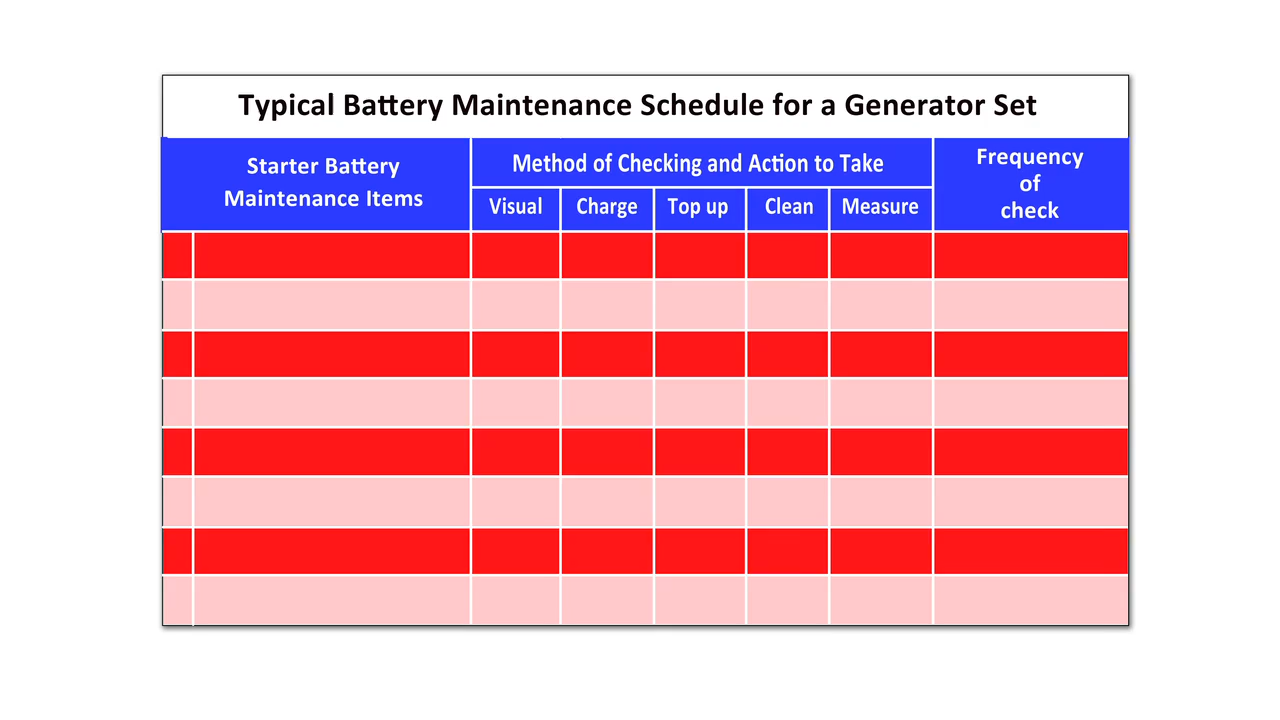 Typical Battery Maintenance Schedule for a Generator Set
Starter Battery
Maintenance Items
Method of Checking and Action to Take
Visual Charge Top up Clean Measure
Frequency
of
check